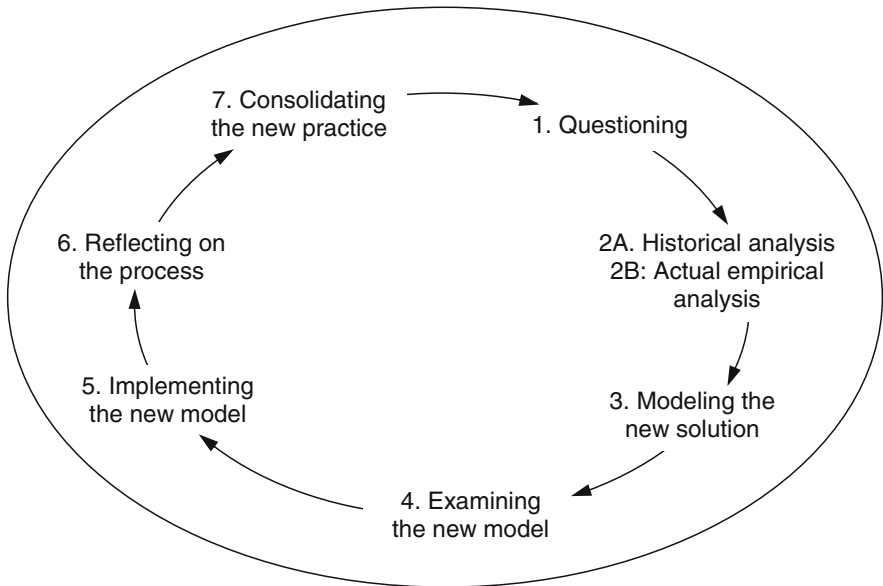 7. Consolidating
the new practice
1. Questioning
2A. Historical analysis
2B: Actual empirical
analysis
3. Modeling the
new solution
4. Examining
the new model
5. Implementing
the new model
6. Reflecting on
the process